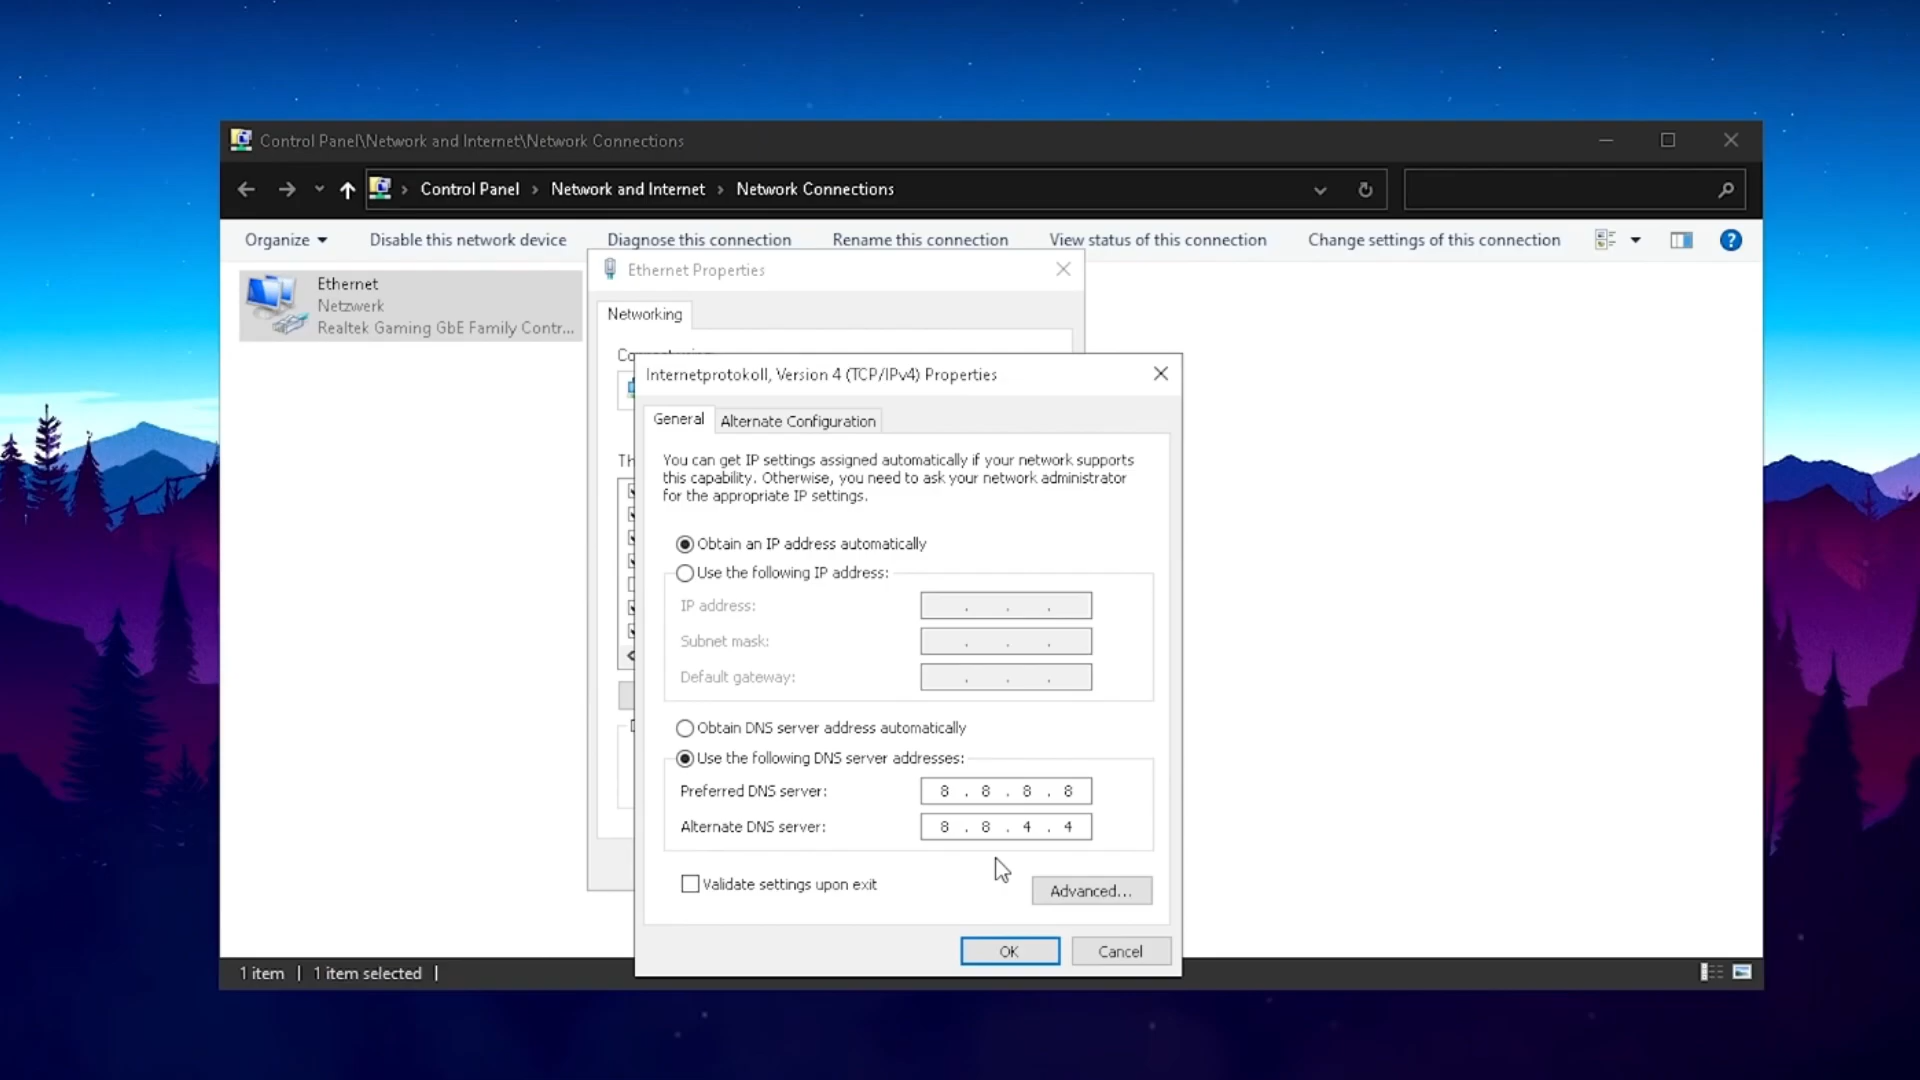 Control Panel\Network and Internet\Network Connections
Control Panel › Network and Internet › Network Connections
Organize Disable this network device Diagnose this connection Rename this connection View status of this connection Change settings of this connection
Ethernet
Netzwerk
Realtek Gaming GbE Family Contr...
Ethernet Properties
Networking
Internetprotokoll, Version 4 (TCP/IPv4) Properties
General Alternate Configuration
You can get IP settings assigned automatically if your network supports
this capability. Otherwise, you need to ask your network administrator
for the appropriate IP settings.
Obtain an IP address automatically
Use the following IP address:
IP address: . . .
Subnet mask: . . .
Default gateway: . . .
Obtain DNS server address automatically
Use the following DNS server addresses:
Preferred DNS server: 8 . 8 . 8 . 8
Alternate DNS server: 8 . 8 . 4 . 4
Validate settings upon exit
Advanced...
OK Cancel
1 item | 1 item selected |